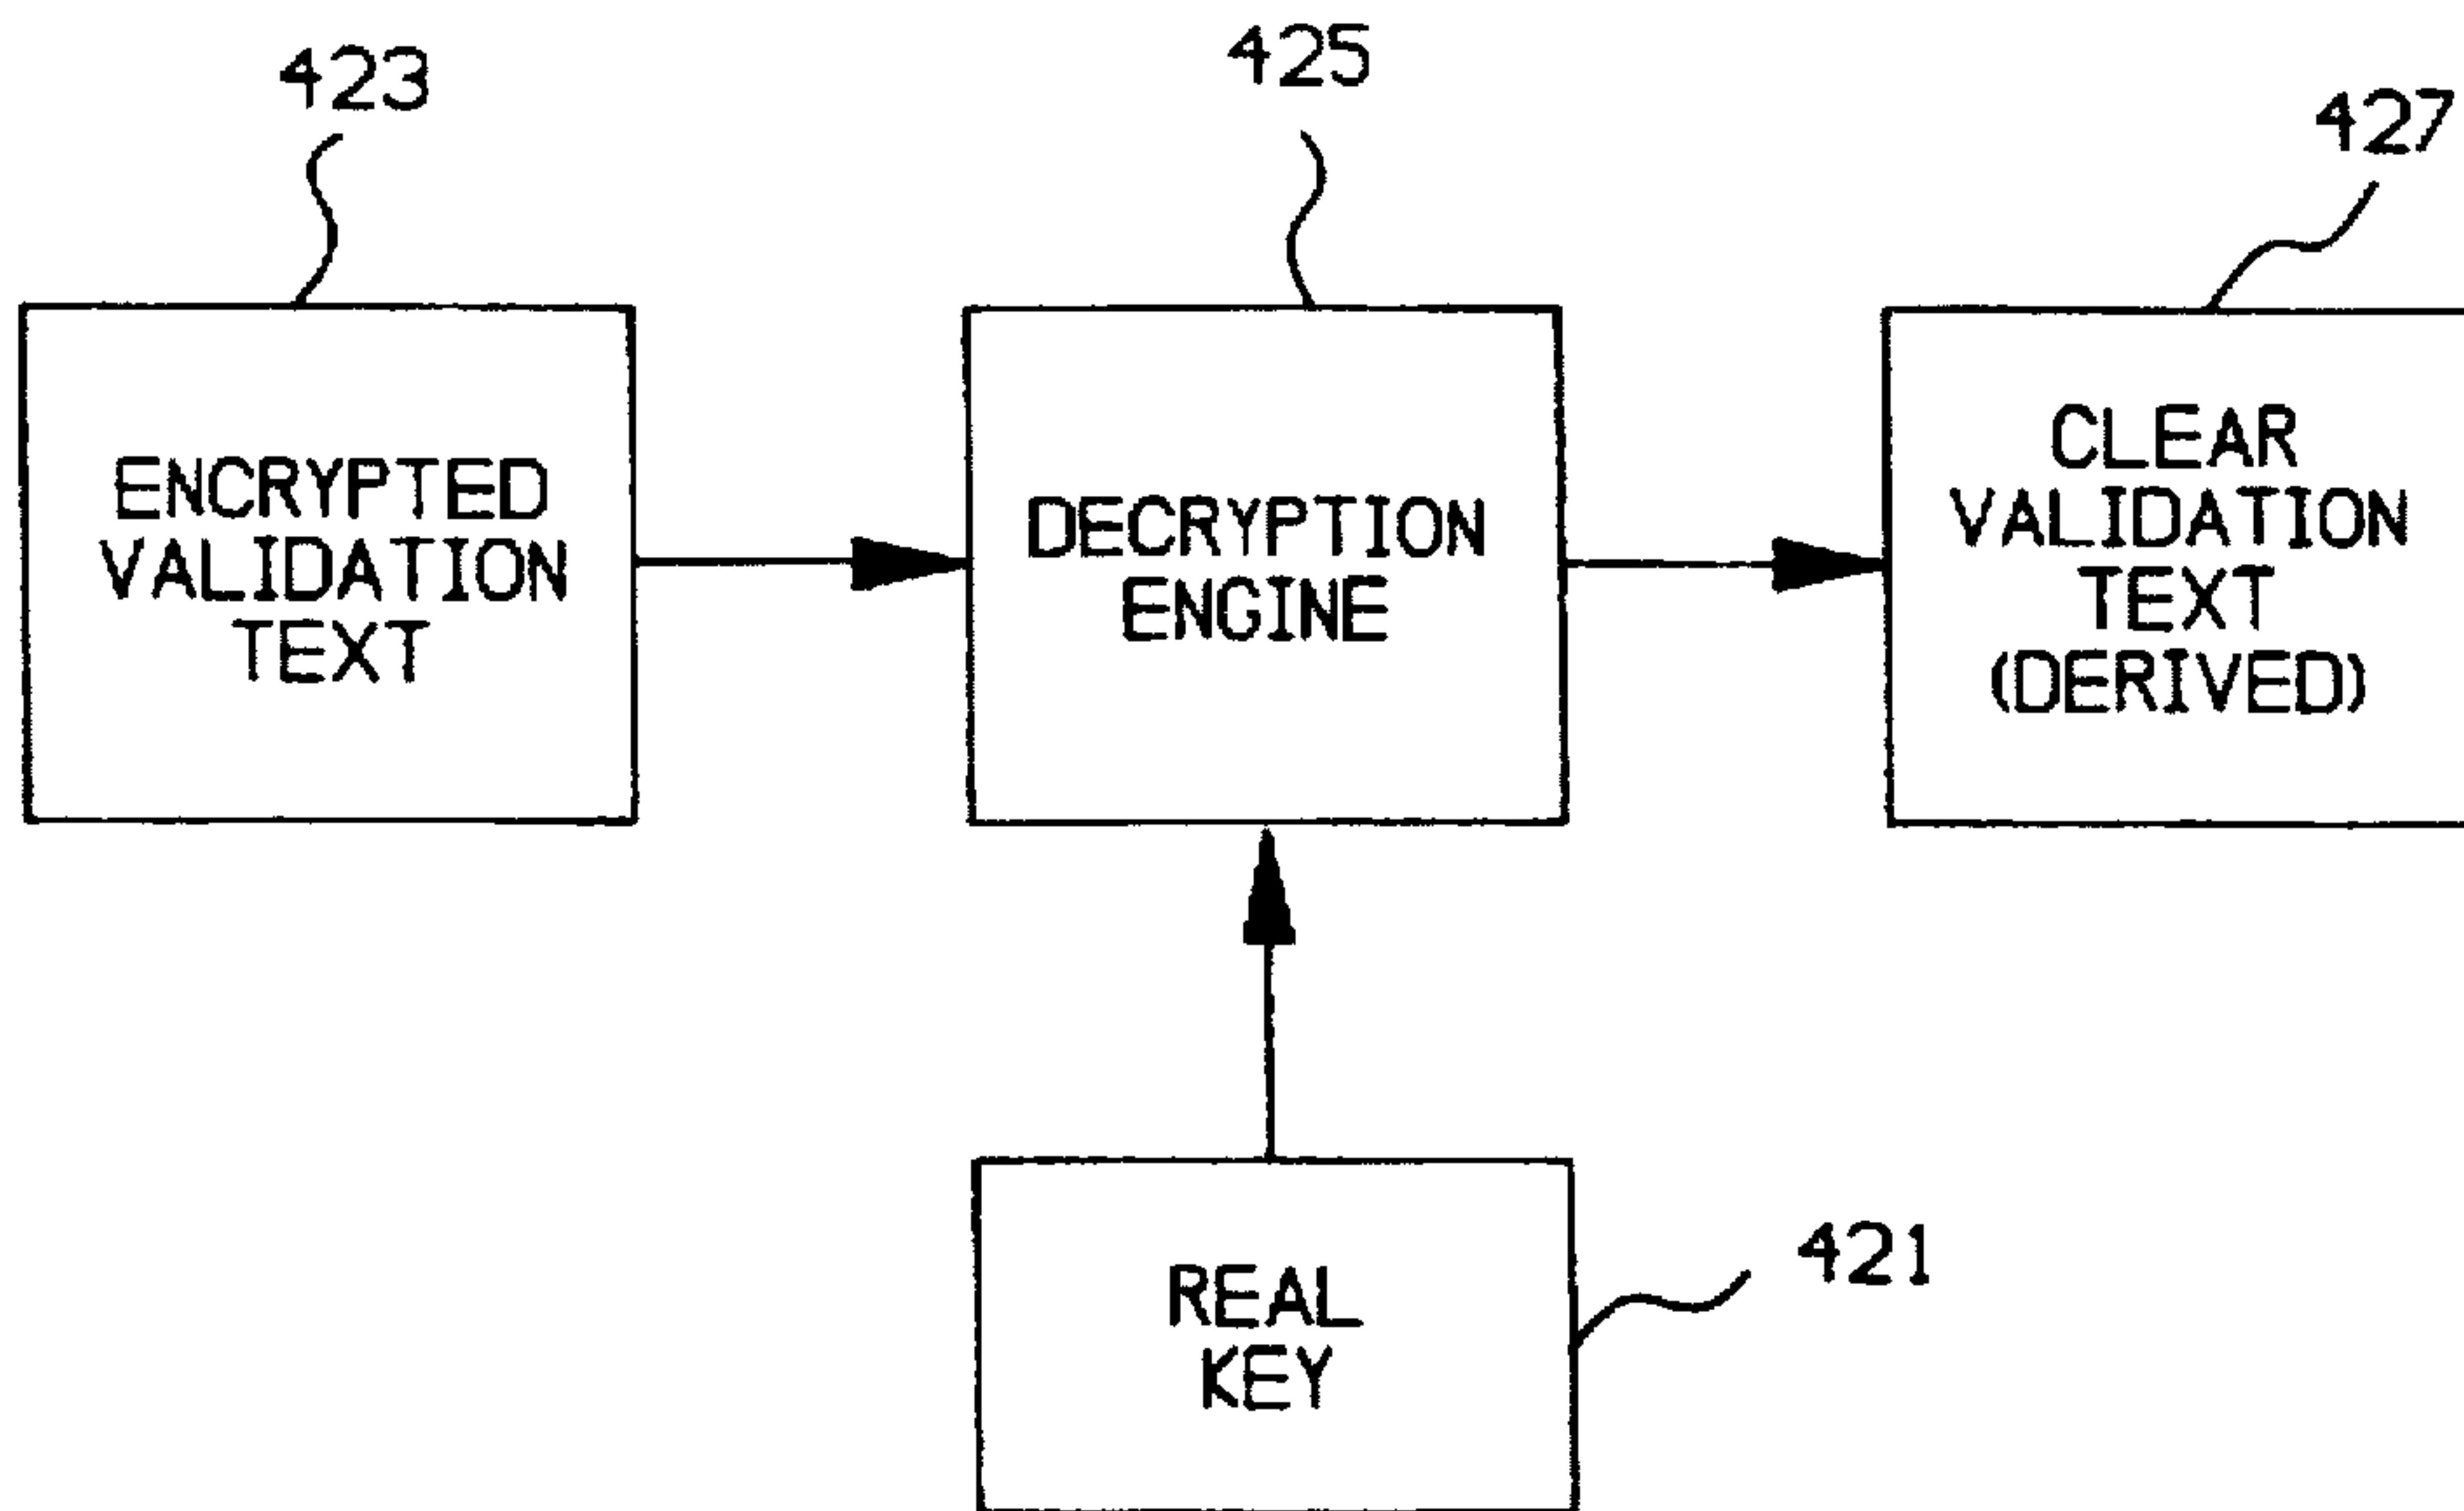 423
425
427
ENCRYPTED
VALIDATION
TEXT
DECRYPTION
ENGINE
CLEAR
VALIDATION
TEXT
(DERIVED)
REAL
KEY
421